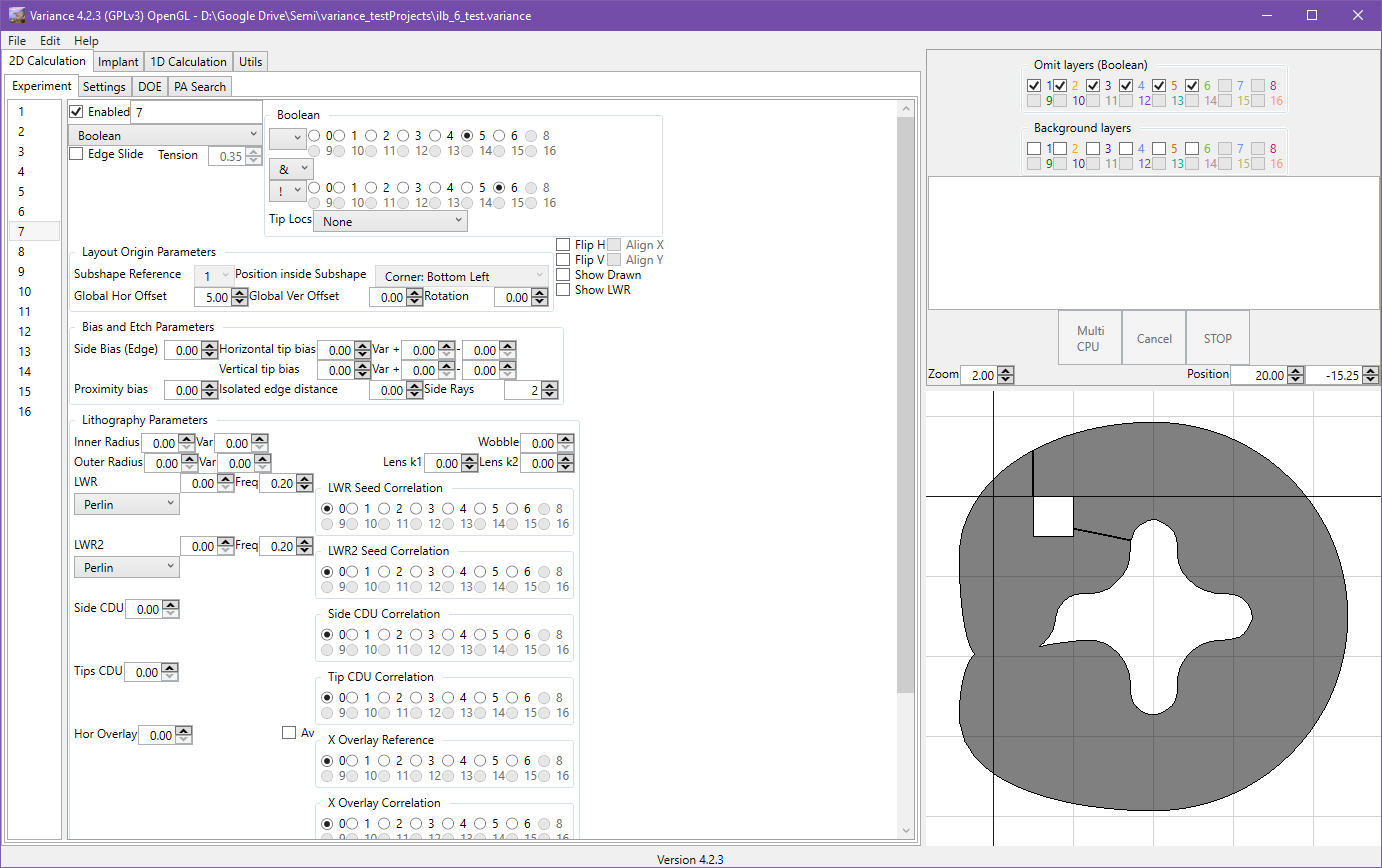 Variance 4.2.3 (GPLv3) OpenGL - D:\Google Drive\Semi\variance_testProjects\ilb_6_test.variance
File Edit Help
2D Calculation Implant 1D Calculation Utils
Experiment Settings DOE PA Search
1
2
3
4
5
6
7
8
9
10
11
12
13
14
15
16
Enabled 7
Boolean
Edge Slide Tension 0.35
Boolean
0 1 2 3 4 5 6 8
9 10 11 12 13 14 15 16
&
! 0 1 2 3 4 5 6 8
9 10 11 12 13 14 15 16
Tip Locs None
Layout Origin Parameters
Subshape Reference 1 Position inside Subshape Corner: Bottom Left
Global Hor Offset 5.00 Global Ver Offset 0.00 Rotation 0.00
Flip H Align X
Flip V Align Y
Show Drawn
Show LWR
Bias and Etch Parameters
Side Bias (Edge) 0.00 Horizontal tip bias 0.00 Var + 0.00 - 0.00
Vertical tip bias 0.00 Var + 0.00 - 0.00
Proximity bias 0.00 Isolated edge distance 0.00 Side Rays 2
Lithography Parameters
Inner Radius 0.00 Var 0.00 Wobble 0.00
Outer Radius 0.00 Var 0.00 Lens k1 0.00 Lens k2 0.00
LWR 0.00 Freq 0.20
Perlin
LWR Seed Correlation
0 1 2 3 4 5 6 8
9 10 11 12 13 14 15 16
LWR2 0.00 Freq 0.20
Perlin
LWR2 Seed Correlation
0 1 2 3 4 5 6 8
9 10 11 12 13 14 15 16
Side CDU 0.00
Side CDU Correlation
0 1 2 3 4 5 6 8
9 10 11 12 13 14 15 16
Tips CDU 0.00
Tip CDU Correlation
0 1 2 3 4 5 6 8
9 10 11 12 13 14 15 16
Hor Overlay 0.00 Av
X Overlay Reference
0 1 2 3 4 5 6 8
9 10 11 12 13 14 15 16
X Overlay Correlation
0 1 2 3 4 5 6 8
9 10 11 12 13 14 15 16
Omit layers (Boolean)
1 2 3 4 5 6 7 8
9 10 11 12 13 14 15 16
Background layers
1 2 3 4 5 6 7 8
9 10 11 12 13 14 15 16
Multi
CPU
Cancel
STOP
Zoom 2.00 Position 20.00 -15.25
Version 4.2.3